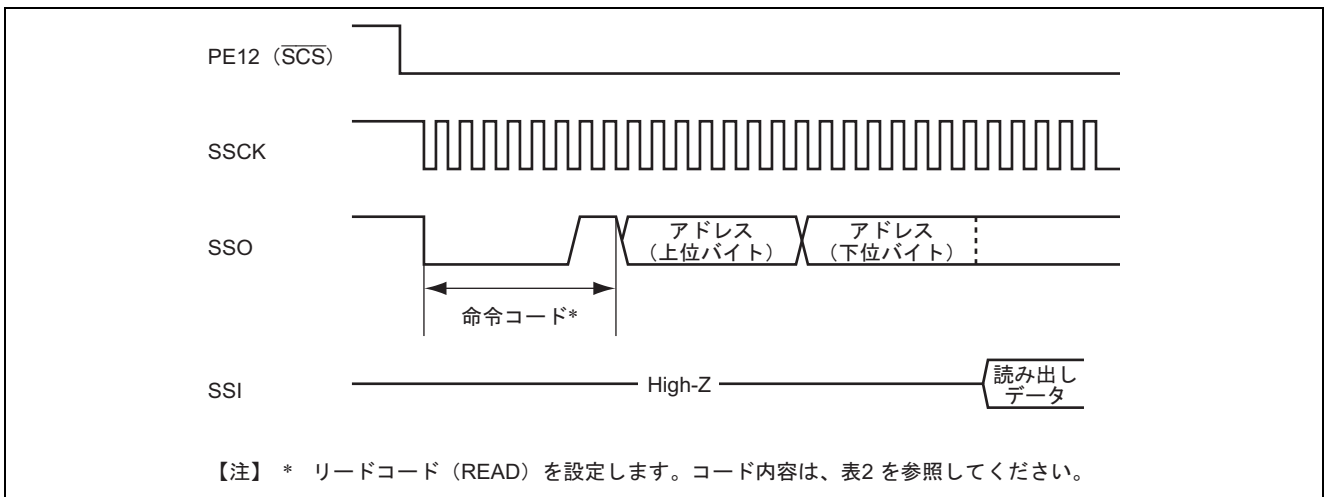 PE12（SCS）
SSCK
SSO
アドレス
（上位バイト）
アドレス
（下位バイト）
命令コード*
SSI
High-Z
読み出し
データ
【注】 * リードコード（READ）を設定します。コード内容は、表2 を参照してください。